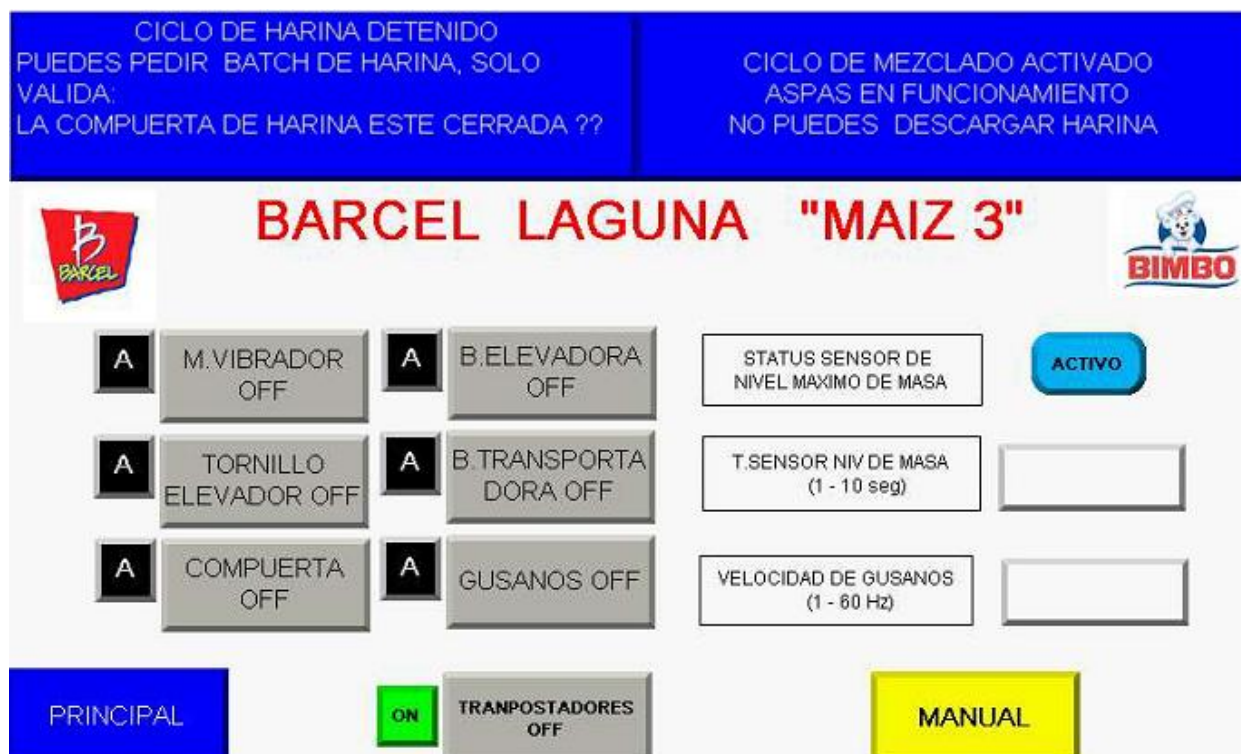 CICLO DE HARINA DETENIDO
PUEDES PEDIR BATCH DE HARINA, SOLO
VALIDA:
LA COMPUERTA DE HARINA ESTE CERRADA ??
CICLO DE MEZCLADO ACTIVADO
ASPAS EN FUNCIONAMIENTO
NO PUEDES DESCARGAR HARINA
B
BARCEL
BARCEL LAGUNA "MAIZ 3"
BIMBO
A
M.VIBRADOR
OFF
A
B.ELEVADORA
OFF
STATUS SENSOR DE
NIVEL MAXIMO DE MASA
ACTIVO
A
TORNILLO
ELEVADOR OFF
A
B.TRANSPORTA
DORA OFF
T.SENSOR NIV DE MASA
(1 - 10 seg)
A
COMPUERTA
OFF
A
GUSANOS OFF
VELOCIDAD DE GUSANOS
(1 - 60 Hz)
PRINCIPAL
ON
TRANPOSTADORES
OFF
MANUAL